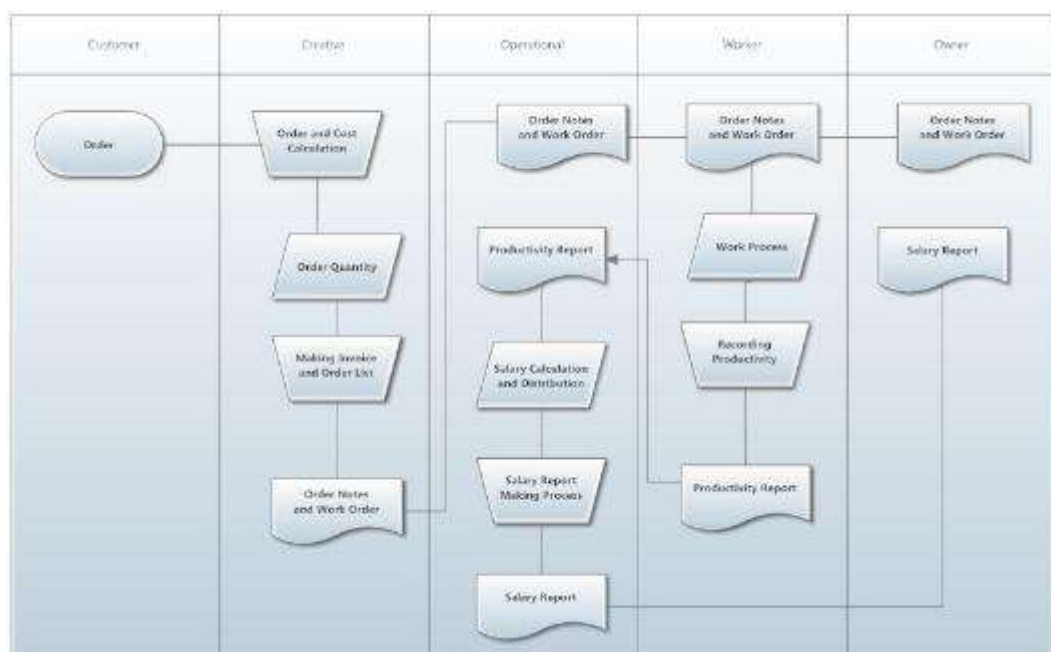 Customer
Creative
Operational
Worker
Owner
Order
Order and Cost
Calculation
Order Notes
and Work Order
Order Notes
and Work Order
Order Notes
and Work Order
Order Quantity
Productivity Report
Work Process
Salary Report
Making Invoice
and Order List
Salary Calculation
and Distribution
Recording
Productivity
Order Notes
and Work Order
Salary Report
Making Process
Productivity Report
Salary Report